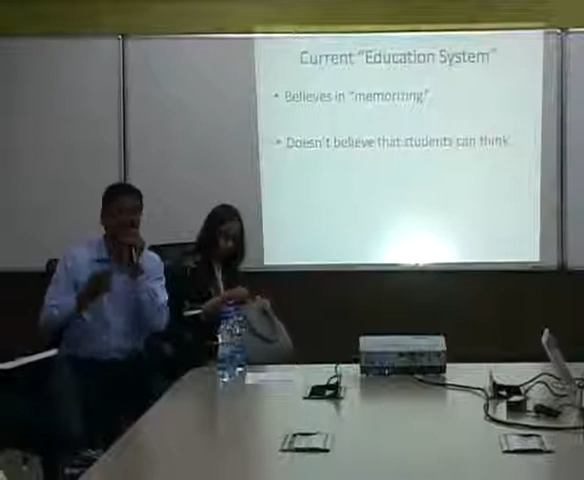 Current "Education System"
• Believes in "memorizing"
• Doesn't believe that students can think